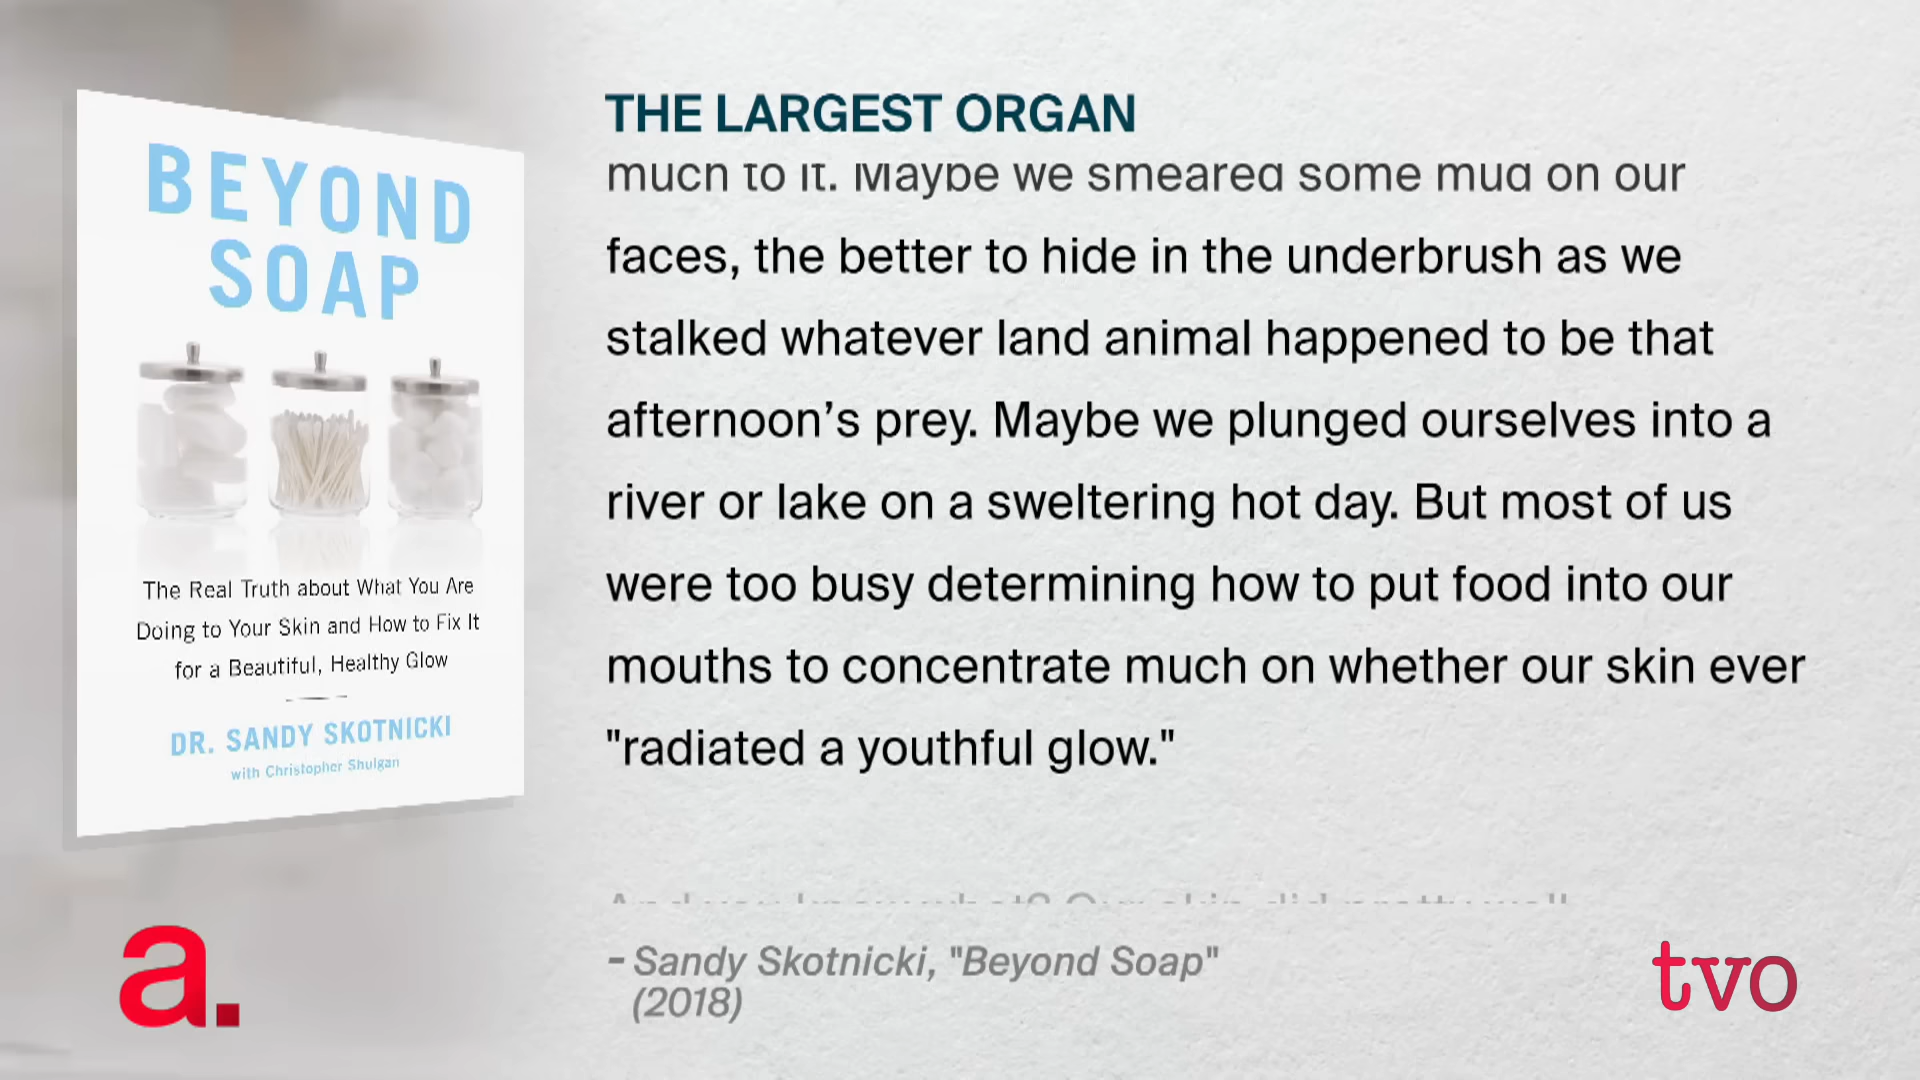 BEYOND
SOAP
The Real Truth about What You Are
Doing to Your Skin and How to Fix It
for a Beautiful, Healthy Glow
DR. SANDY SKOTNICKI
with Christopher Shulgan
THE LARGEST ORGAN
much to it. Maybe we smeared some mud on our
faces, the better to hide in the underbrush as we
stalked whatever land animal happened to be that
afternoon’s prey. Maybe we plunged ourselves into a
river or lake on a sweltering hot day. But most of us
were too busy determining how to put food into our
mouths to concentrate much on whether our skin ever
"radiated a youthful glow."
- Sandy Skotnicki, "Beyond Soap"
(2018)
a.
tvo